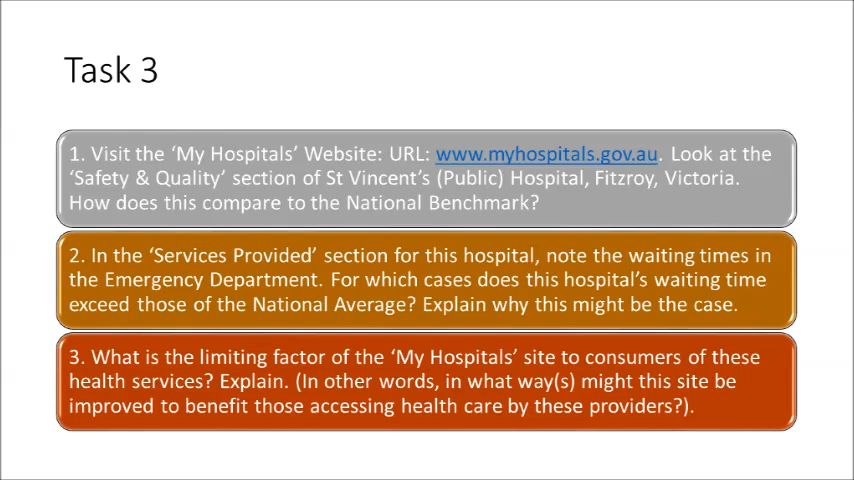 Task 3
1. Visit the ‘My Hospitals’ Website: URL: www.myhospitals.gov.au. Look at the
‘Safety & Quality’ section of St Vincent’s (Public) Hospital, Fitzroy, Victoria.
How does this compare to the National Benchmark?
2. In the ‘Services Provided’ section for this hospital, note the waiting times in
the Emergency Department. For which cases does this hospital’s waiting time
exceed those of the National Average? Explain why this might be the case.
3. What is the limiting factor of the ‘My Hospitals’ site to consumers of these
health services? Explain. (In other words, in what way(s) might this site be
improved to benefit those accessing health care by these providers?).